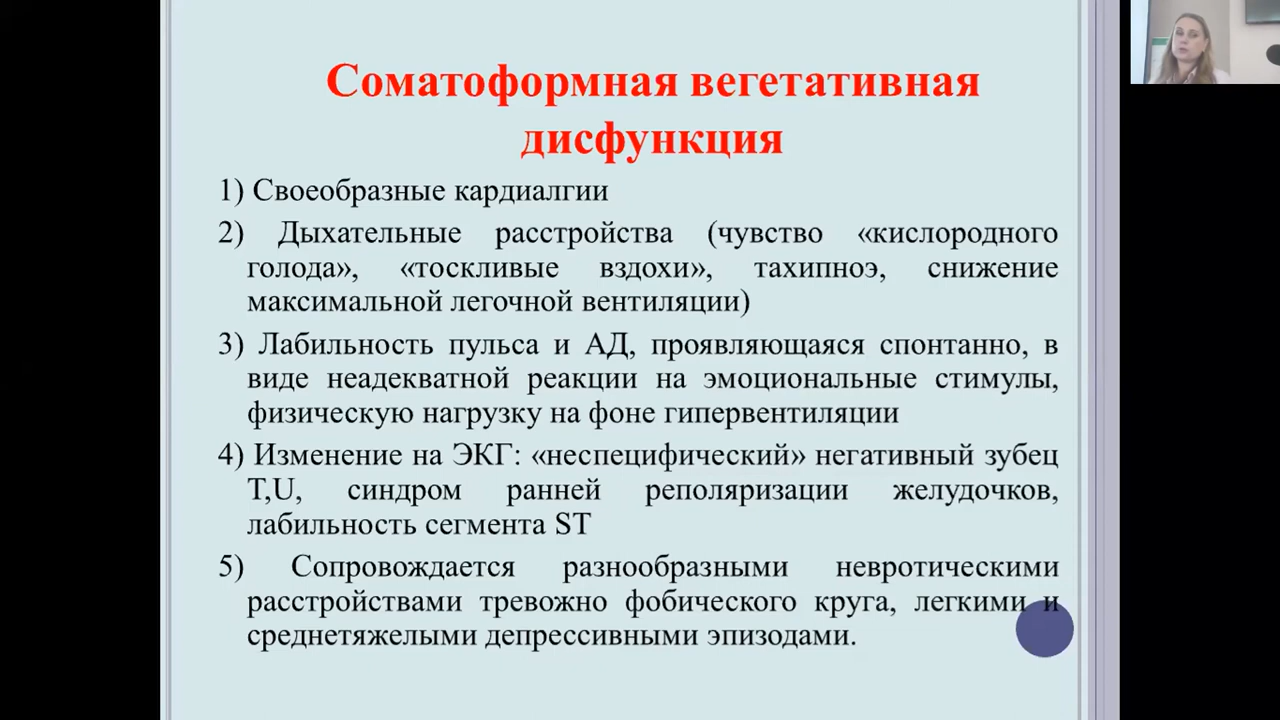 Соматоформная вегетативная
дисфункция
1) Своеобразные кардиалгии
2) Дыхательные расстройства (чувство «кислородного
голода», «тоскливые вздохи», тахипноэ, снижение
максимальной легочной вентиляции)
3) Лабильность пульса и АД, проявляющаяся спонтанно, в
виде неадекватной реакции на эмоциональные стимулы,
физическую нагрузку на фоне гипервентиляции
4) Изменение на ЭКГ: «неспецифический» негативный зубец
T,U, синдром ранней реполяризации желудочков,
лабильность сегмента ST
5) Сопровождается разнообразными невротическими
расстройствами тревожно фобического круга, легкими и
среднетяжелыми депрессивными эпизодами.